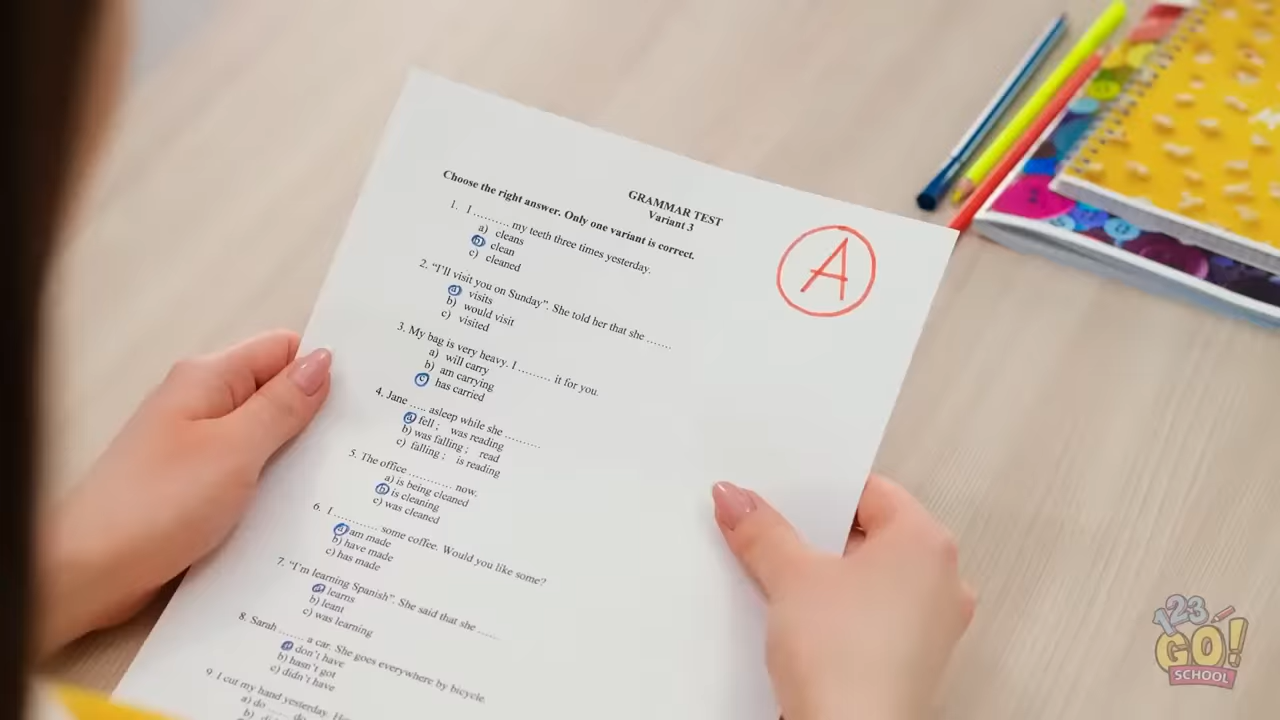 GRAMMAR TEST
Variant 3
Choose the right answer. Only one variant is correct.
1. I .......... my teeth three times yesterday.
a) cleans
b) clean
c) cleaned
2. “I’ll visit you on Sunday”. She told her that she .......
a) visits
b) would visit
c) visited
3. My bag is very heavy. I ......... it for you.
a) will carry
b) am carrying
c) has carried
4. Jane ..... asleep while she ..........
a) fell ; was reading
b) was falling ; read
c) falling ; is reading
5. The office ............ now.
a) is being cleaned
b) is cleaning
c) was cleaned
6. I ............ some coffee. Would you like some?
a) am made
b) have made
c) has made
7. “I’m learning Spanish”. She said that she ......
a) learns
b) leant
c) was learning
8. Sarah ....... a car. She goes everywhere by bicycle.
a) don’t have
b) hasn’t got
c) didn’t have
9. I cut my hand yesterday.
a) do ......
b)
A
123
GO!
SCHOOL